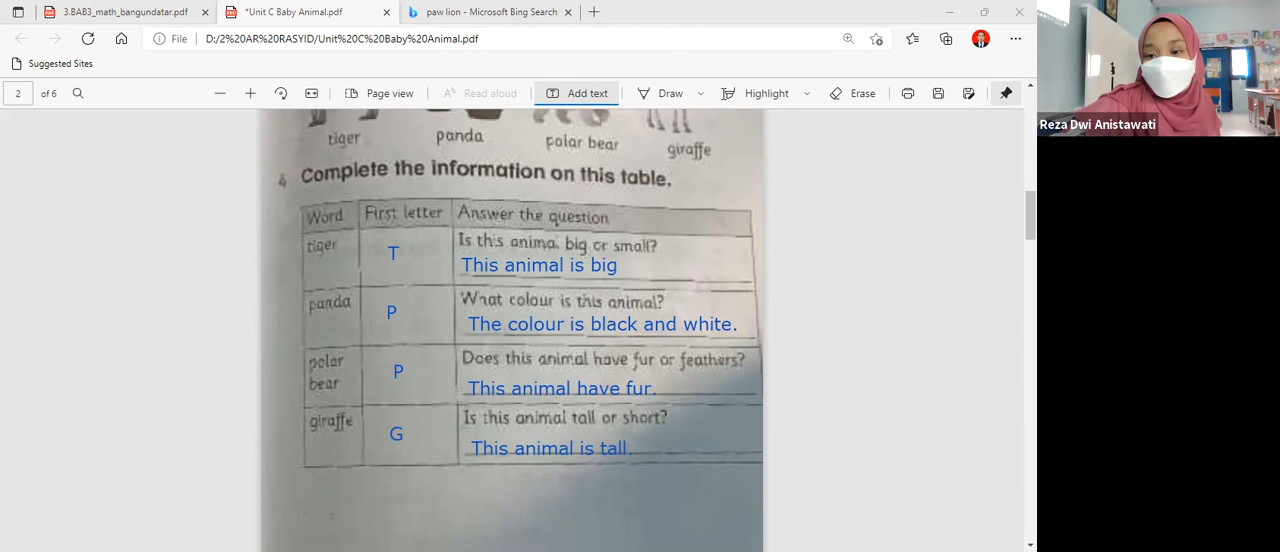 3.BAB3_math_bangundatar.pdf
*Unit C Baby Animal.pdf
paw lion - Microsoft Bing Search
File
D:/2%20AR%20RASYID/Unit%20C%20Baby%20Animal.pdf
Suggested Sites
2 of 6
Page view
Read aloud
Add text
Draw
Highlight
Erase
Reza Dwi Anistawati
tiger
panda
polar bear
giraffe
4 Complete the information on this table.
Word First letter Answer the question
tiger T Is this animal big or small?
This animal is big
panda P What colour is this animal?
The colour is black and white.
polar bear P Does this animal have fur or feathers?
This animal have fur.
giraffe G Is this animal tall or short?
This animal is tall.